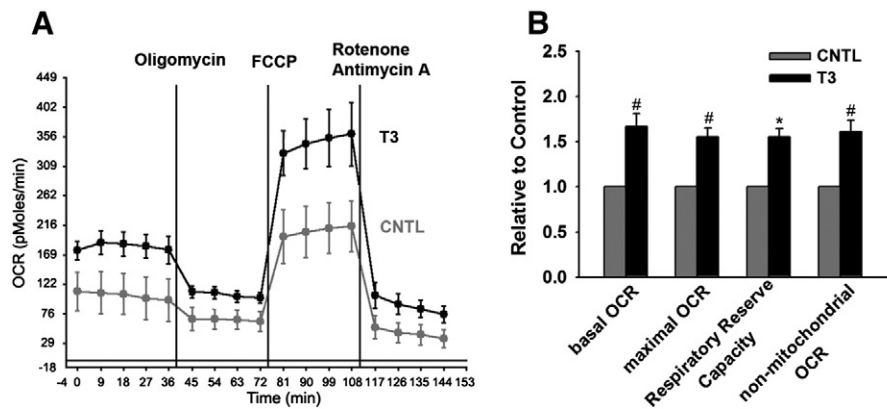 A
Oligomycin
FCCP
Rotenone
Antimycin A
449
402
356
309
262
216
169
122
76
29
-18
OCR (pMoles/min)
T3
CNTL
-4 0 9 18 27 36 45 54 63 72 81 90 99 108 117 126 135 144 153
Time (min)
B
CNTL
T3
2.5
2.0
1.5
1.0
0.5
0.0
Relative to Control
# # * #
basal OCR
maximal OCR
Respiratory Reserve
Capacity
non-mitochondrial
OCR